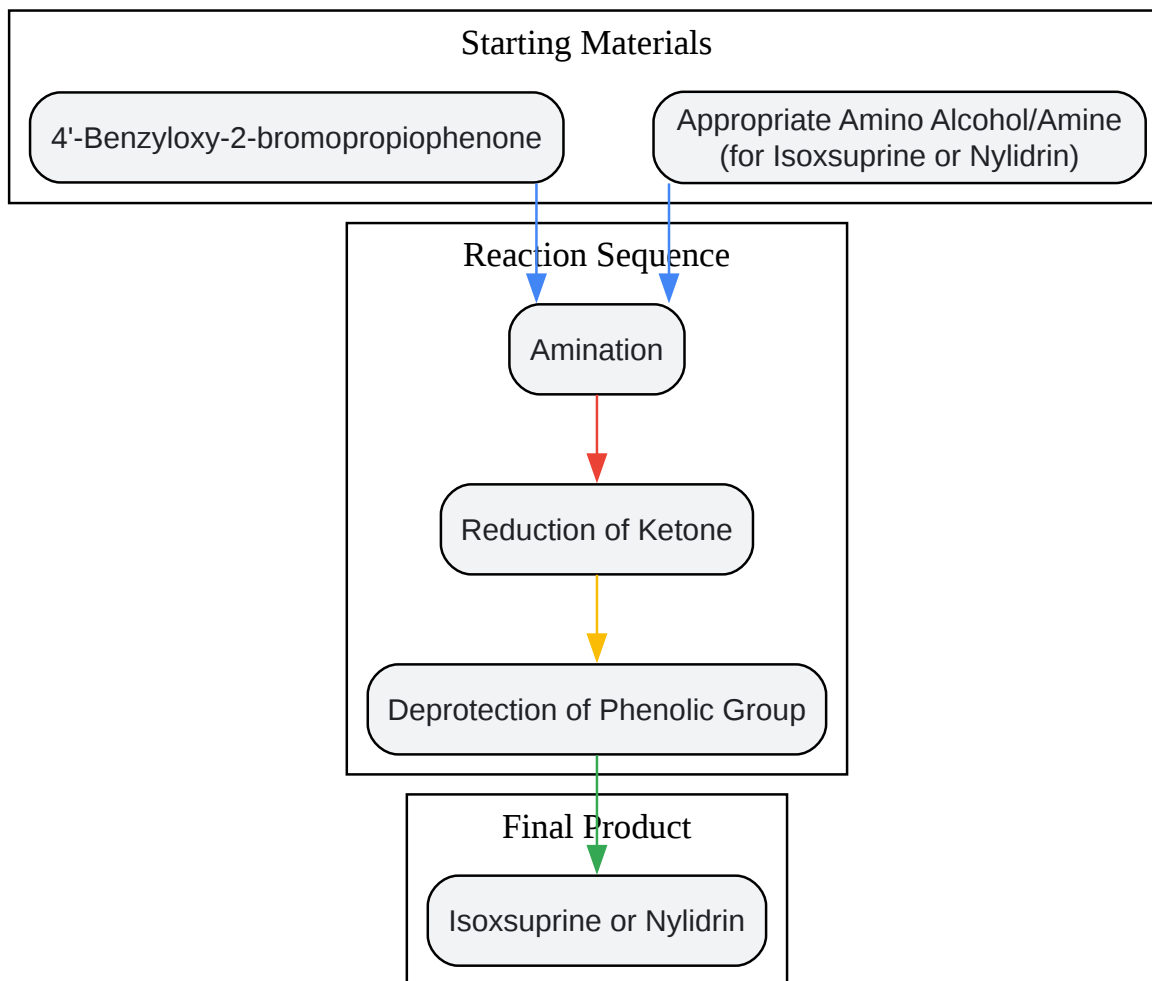 Starting Materials
4'-Benzyloxy-2-bromopropiophenone
Appropriate Amino Alcohol/Amine
(for Isoxsuprine or Nylidrin)
Reaction Sequence
Amination
Reduction of Ketone
Deprotection of Phenolic Group
Final Product
Isoxsuprine or Nylidrin